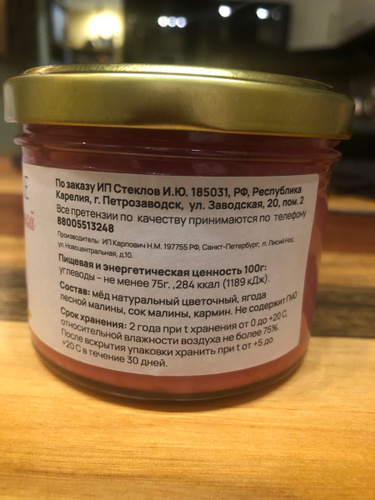 По заказу ИП Стеклов И.Ю. 185031, РФ, Республика
Карелия, г. Петрозаводск, ул. Заводская, 20, пом. 2
Все претензии по качеству принимаются по телефону
88005513248
Производитель: ИП Карпович Н.М. 197755 РФ, Санкт-Петербург, п. Лисий Нос,
ул. Новоцентральная, д.10.
Пищевая и энергетическая ценность 100г:
углеводы – не менее 75г. ,284 ккал (1189 кДж).
Состав: мёд натуральный цветочный, ягода
лесной малины, сок малины, кармин. Не содержит ГМО
Срок хранения: 2 года при t хранения от 0 до +20 С,
относительной влажности воздуха не более 75%.
После вскрытия упаковки хранить при t от +5 до
+20 С в течение 30 дней.